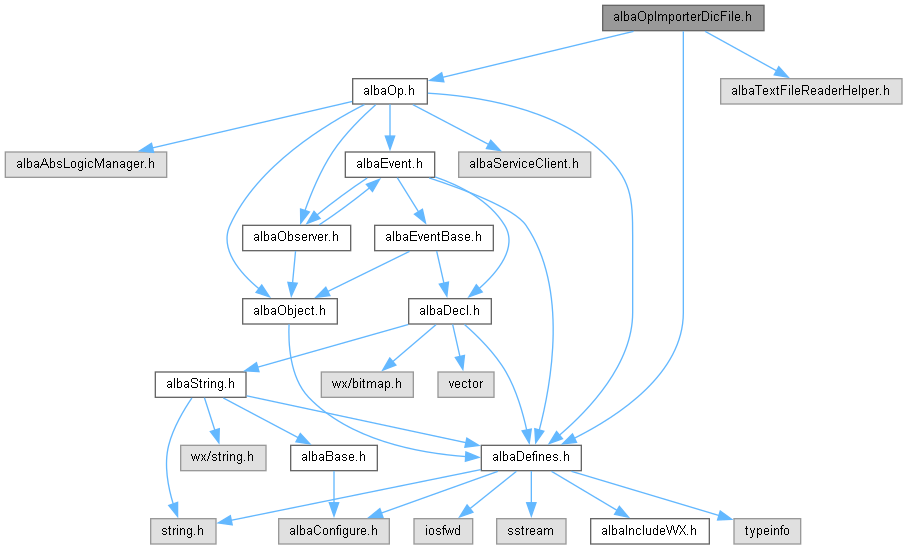 albaOpImporterDicFile.h
albaOp.h
albaTextFileReaderHelper.h
albaAbsLogicManager.h
albaEvent.h
albaServiceClient.h
albaObserver.h
albaEventBase.h
albaObject.h
albaDecl.h
albaString.h
wx/bitmap.h
vector
wx/string.h
albaBase.h
albaDefines.h
string.h
albaConfigure.h
iosfwd
sstream
albaIncludeWX.h
typeinfo